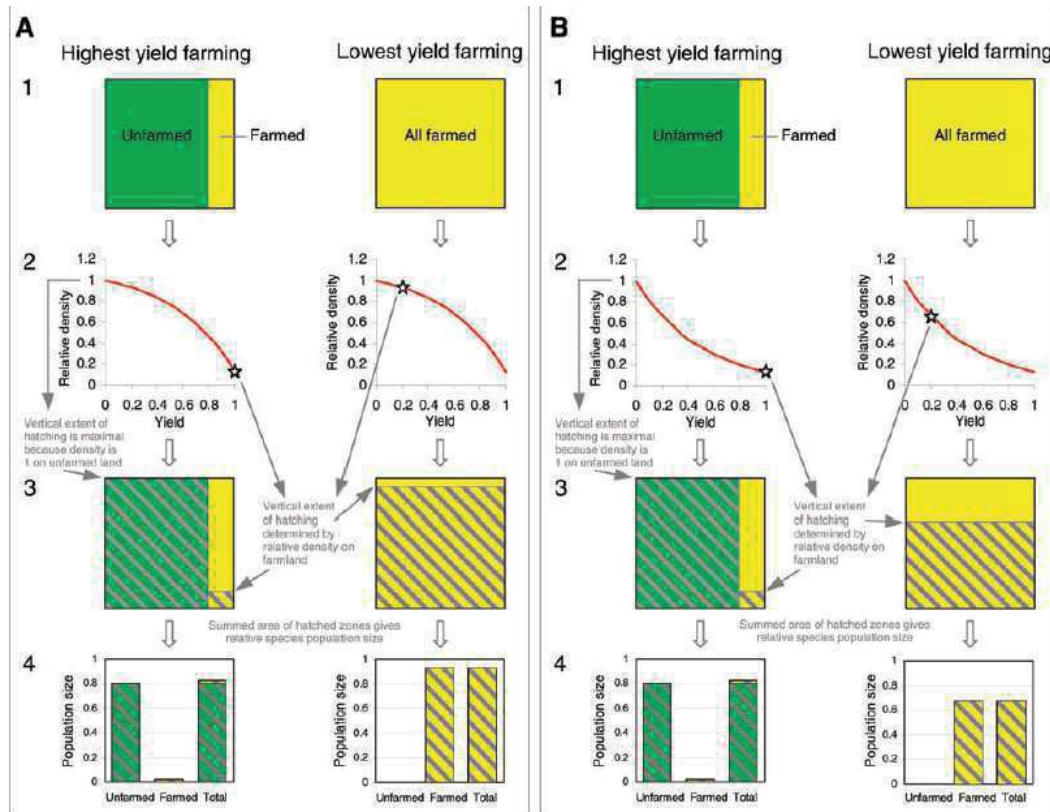 A
Highest yield farming
Lowest yield farming
1
Unfarmed
Farmed
All farmed
2
Relative density
1.2
1
0.8
0.6
0.4
0.2
0
0 0.2 0.4 0.6 0.8 1
Yield
Relative density
1.2
1
0.8
0.6
0.4
0.2
0
0 0.2 0.4 0.6 0.8 1
Yield
Vertical extent of
hatching is maximal
because density is
1 on unfarmed land
3
Vertical extent
of hatching
determined by
relative density on
farmland
Summed area of hatched zones gives
relative species population size
4
Population size
1
0.8
0.6
0.4
0.2
0
Unfarmed Farmed Total
Population size
1
0.8
0.6
0.4
0.2
0
Unfarmed Farmed Total
B
Highest yield farming
Lowest yield farming
1
Unfarmed
Farmed
All farmed
2
Relative density
1.2
1
0.8
0.6
0.4
0.2
0
0 0.2 0.4 0.6 0.8 1
Yield
Relative density
1.2
1
0.8
0.6
0.4
0.2
0
0 0.2 0.4 0.6 0.8 1
Yield
Vertical extent of
hatching is maximal
because density is
1 on unfarmed land
3
Vertical extent
of hatching
determined by
relative density on
farmland
Summed area of hatched zones gives
relative species population size
4
Population size
1
0.8
0.6
0.4
0.2
0
Unfarmed Farmed Total
Population size
1
0.8
0.6
0.4
0.2
0
Unfarmed Farmed Total